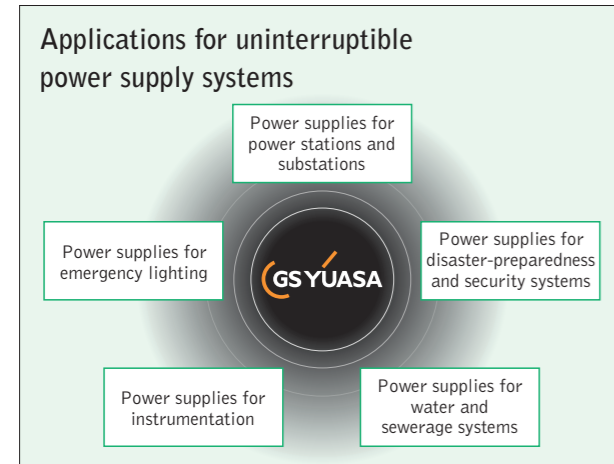 Applications for uninterruptible
power supply systems
Power supplies for
power stations and
substations
Power supplies for
emergency lighting
GS YUASA
Power supplies for
disaster-preparedness
and security systems
Power supplies for
instrumentation
Power supplies for
water and
sewerage systems